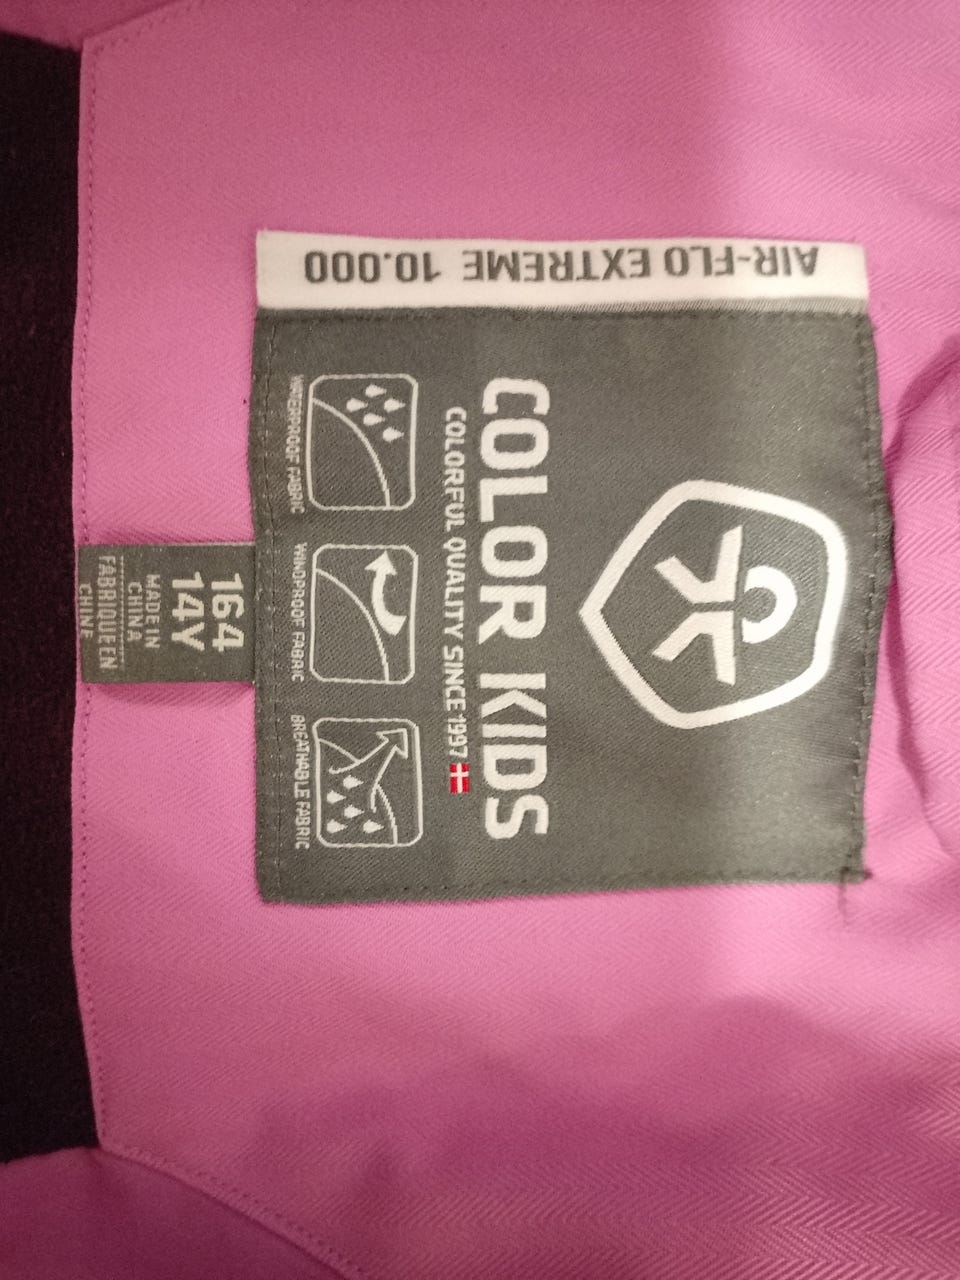 AIR-FLO EXTREME 10.000
COLOR KIDS
COLORFUL QUALITY SINCE 1997
WATERPROOF FABRIC
WINDPROOF FABRIC
BREATHABLE FABRIC
164
14Y
MADE IN
CHINA
FABRIQUE EN
CHINE